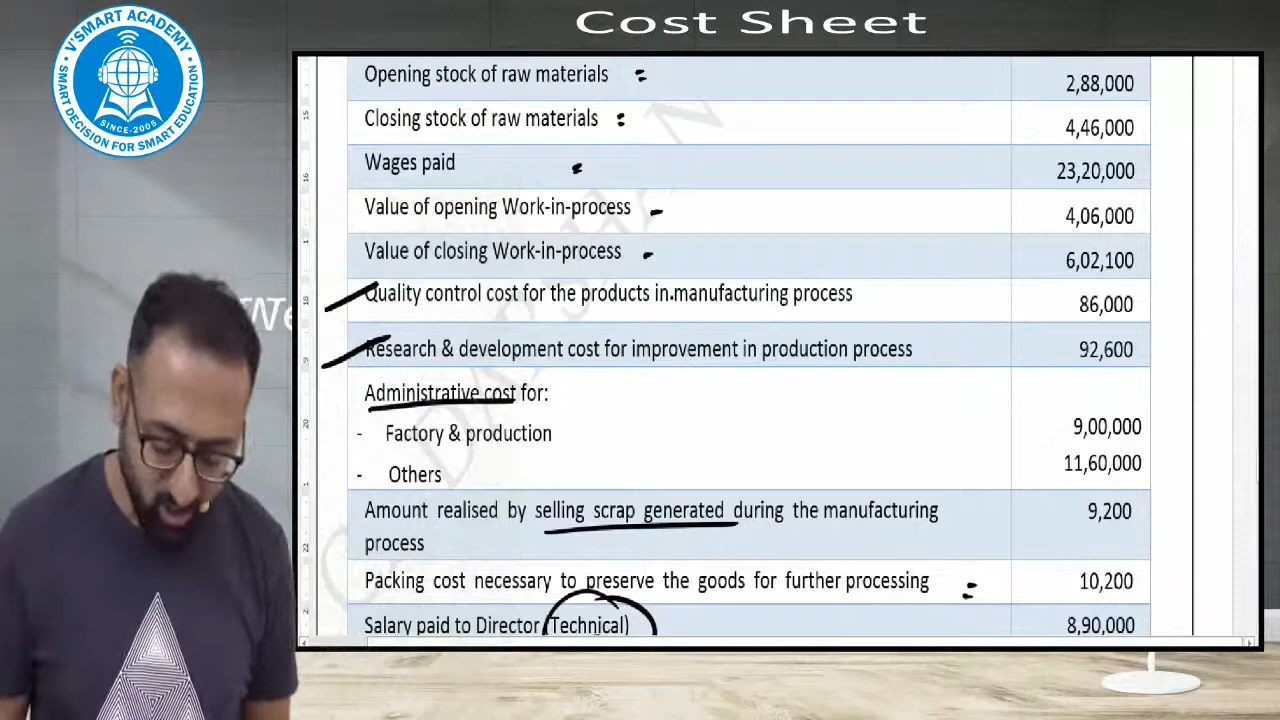 Cost Sheet
V'SMART ACADEMY
SMART DECISION FOR SMART EDUCATION
SINCE-2005
Opening stock of raw materials 2,88,000
Closing stock of raw materials 4,46,000
Wages paid 23,20,000
Value of opening Work-in-process 4,06,000
Value of closing Work-in-process 6,02,100
Quality control cost for the products in manufacturing process 86,000
Research & development cost for improvement in production process 92,600
Administrative cost for:
- Factory & production 9,00,000
- Others 11,60,000
Amount realised by selling scrap generated during the manufacturing 9,200
process
Packing cost necessary to preserve the goods for further processing 10,200
Salary paid to Director (Technical) 8,90,000